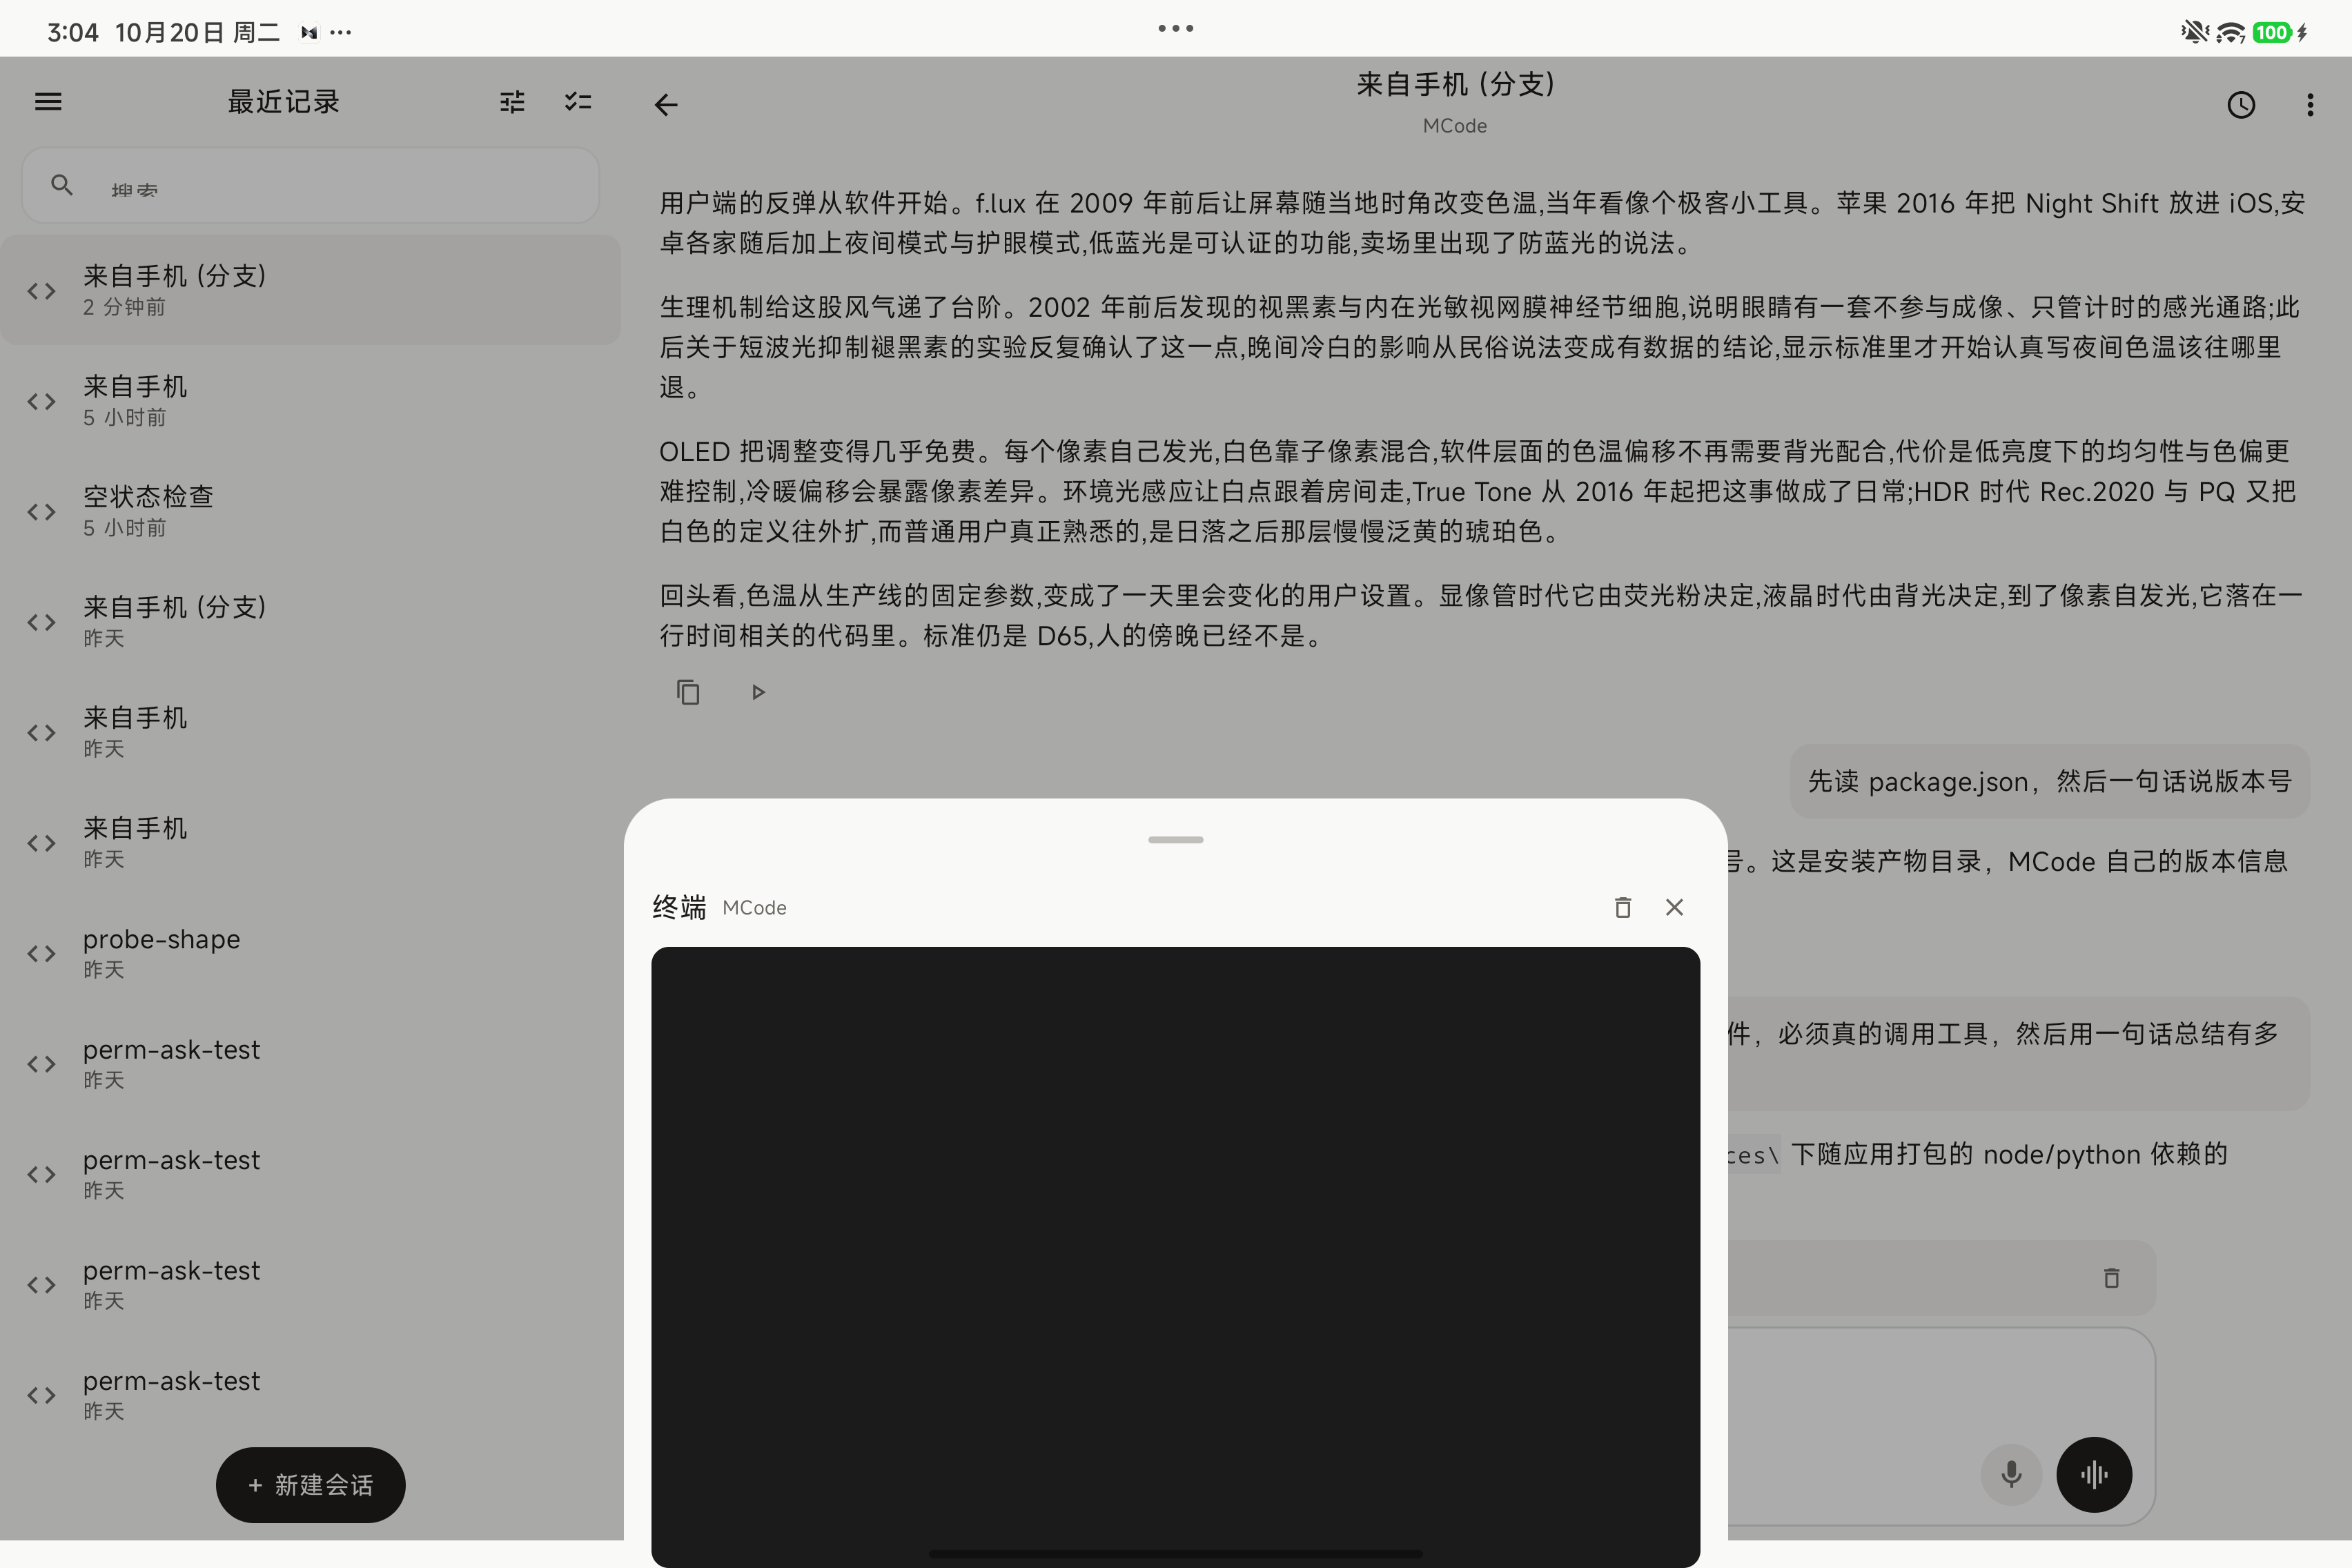 3:04 10月20日 周二
100
最近记录
搜索
来自手机 (分支)
2 分钟前
来自手机
5 小时前
空状态检查
5 小时前
来自手机 (分支)
昨天
来自手机
昨天
来自手机
昨天
probe-shape
昨天
perm-ask-test
昨天
perm-ask-test
昨天
perm-ask-test
昨天
perm-ask-test
昨天
+ 新建会话
来自手机 (分支)
MCode
用户端的反弹从软件开始。f.lux 在 2009 年前后让屏幕随当地时角改变色温,当年看像个极客小工具。苹果 2016 年把 Night Shift 放进 iOS,安
卓各家随后加上夜间模式与护眼模式,低蓝光是可认证的功能,卖场里出现了防蓝光的说法。
生理机制给这股风气递了台阶。2002 年前后发现的视黑素与内在光敏视网膜神经节细胞,说明眼睛有一套不参与成像、只管计时的感光通路;此
后关于短波光抑制褪黑素的实验反复确认了这一点,晚间冷白的影响从民俗说法变成有数据的结论,显示标准里才开始认真写夜间色温该往哪里
退。
OLED 把调整变得几乎免费。每个像素自己发光,白色靠子像素混合,软件层面的色温偏移不再需要背光配合,代价是低亮度下的均匀性与色偏更
难控制,冷暖偏移会暴露像素差异。环境光感应让白点跟着房间走,True Tone 从 2016 年起把这事做成了日常;HDR 时代 Rec.2020 与 PQ 又把
白色的定义往外扩,而普通用户真正熟悉的,是日落之后那层慢慢泛黄的琥珀色。
回头看,色温从生产线的固定参数,变成了一天里会变化的用户设置。显像管时代它由荧光粉决定,液晶时代由背光决定,到了像素自发光,它落在一
行时间相关的代码里。标准仍是 D65,人的傍晚已经不是。
先读 package.json，然后一句话说版本号
号。这是安装产物目录，MCode 自己的版本信息
件，必须真的调用工具，然后用一句话总结有多
ces\ 下随应用打包的 node/python 依赖的
终端 MCode